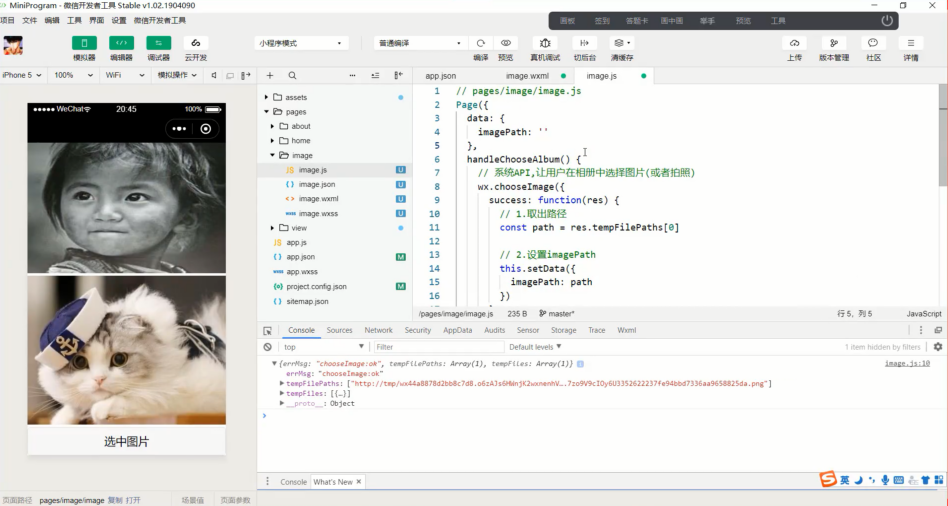 MiniProgram - 微信开发者工具 Stable v1.02.1904090
项目 文件 编辑 工具 界面 设置 微信开发者工具
画板 签到 答题卡 画中画 举手 预览 工具
模拟器 编辑器 调试器 云开发 小程序模式 普通编译 编译 预览 真机调试 切后台 清缓存 上传 版本管理 社区 详情
iPhone 5 100% WiFi 模拟操作
app.json image.wxml image.js
WeChat 20:45 100%
选中图片
assets
pages
about
home
image
image.js U
image.json U
image.wxml U
image.wxss U
view
app.js
app.json M
app.wxss
project.config.json M
sitemap.json
1 // pages/image/image.js
2 Page({
3 data: {
4 imagePath: ''
5 },
6 handleChooseAlbum() {
7 // 系统API,让用户在相册中选择图片(或者拍照)
8 wx.chooseImage({
9 success: function(res) {
10 // 1.取出路径
11 const path = res.tempFilePaths[0]
12
13 // 2.设置imagePath
14 this.setData({
15 imagePath: path
16 })
/pages/image/image.js 235 B master* 行 5, 列 5 JavaScript
Console Sources Network Security AppData Audits Sensor Storage Trace Wxml
top Filter Default levels 1 item hidden by filters
{errMsg: "chooseImage:ok", tempFilePaths: Array(1), tempFiles: Array(1)} image.js:10
errMsg: "chooseImage:ok"
tempFiles: [{…}]
__proto__: Object
Console What's New
英
页面路径 pages/image/image 复制 打开 场景值 页面参数